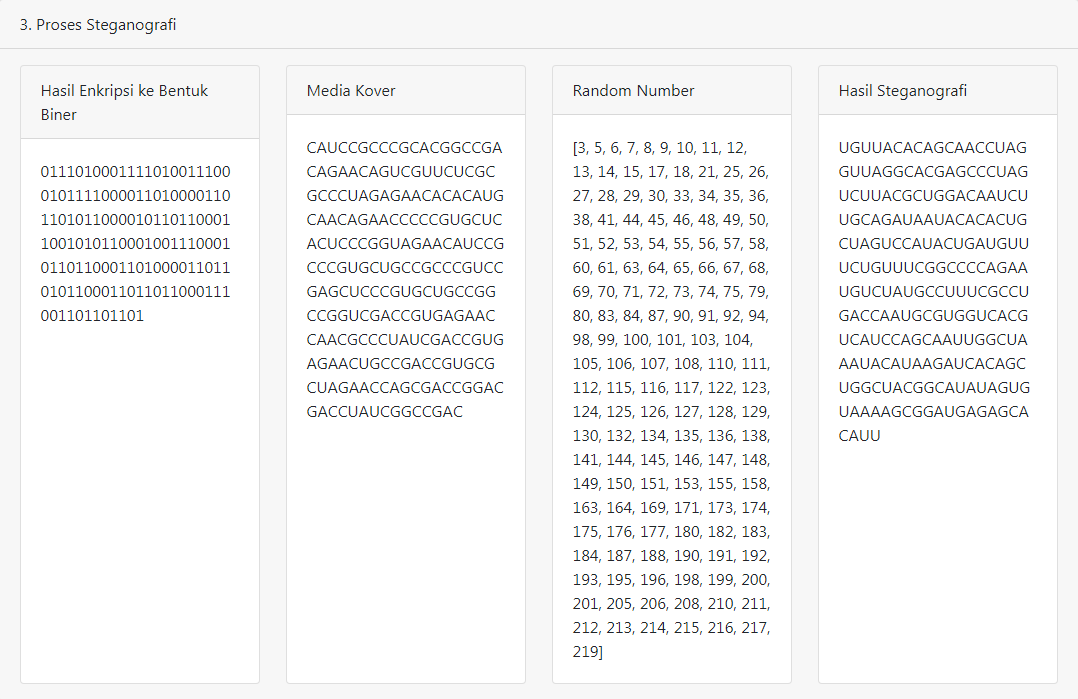 3. Proses Steganografi
Hasil Enkripsi ke Bentuk
Biner
0111010001111010011100
0101111000011010000110
1101011000010110110001
1001010110001001110001
0110110001101000011011
0101100011011011000111
001101101101
Media Kover
CAUCCGCCCGCACGGCCGA
CAGAACAGUCGUUCUCGC
GCCCUAGAGAACACACAUG
CAACAGAACCCCCGUGCUC
ACUCCCGGUAGAACAUCCG
CCCGUGCUGCCGCCCGUCC
GAGCUCCCGUGCUGCCGG
CCGGUCGACCGUGAGAAC
CAACGCCCUAUCGACCGUG
AGAACUGCCGACCGUGCG
CUAGAACCAGCGACCGGAC
GACCUAUCGGCCGAC
Random Number
[3, 5, 6, 7, 8, 9, 10, 11, 12,
13, 14, 15, 17, 18, 21, 25, 26,
27, 28, 29, 30, 33, 34, 35, 36,
38, 41, 44, 45, 46, 48, 49, 50,
51, 52, 53, 54, 55, 56, 57, 58,
60, 61, 63, 64, 65, 66, 67, 68,
69, 70, 71, 72, 73, 74, 75, 79,
80, 83, 84, 87, 90, 91, 92, 94,
98, 99, 100, 101, 103, 104,
105, 106, 107, 108, 110, 111,
112, 115, 116, 117, 122, 123,
124, 125, 126, 127, 128, 129,
130, 132, 134, 135, 136, 138,
141, 144, 145, 146, 147, 148,
149, 150, 151, 153, 155, 158,
163, 164, 169, 171, 173, 174,
175, 176, 177, 180, 182, 183,
184, 187, 188, 190, 191, 192,
193, 195, 196, 198, 199, 200,
201, 205, 206, 208, 210, 211,
212, 213, 214, 215, 216, 217,
219]
Hasil Steganografi
UGUUACACAGCAACCUAG
GUUAGGCACGAGCCCUAG
UCUUACGCUGGACAAUCU
UGCAGAUAAUACACACUG
CUAGUCCAUACUGAUGUU
UCUGUUUCGGCCCCAGAA
UGUCUAUGCCUUUCGCCU
GACCAAUGCGUGGUCACG
UCAUCCAGCAAUUGGCUA
AAUACAUAAGAUCACAGC
UGGCUACGGCAUAUAGUG
UAAAAGCGGAUGAGAGCA
CAUU